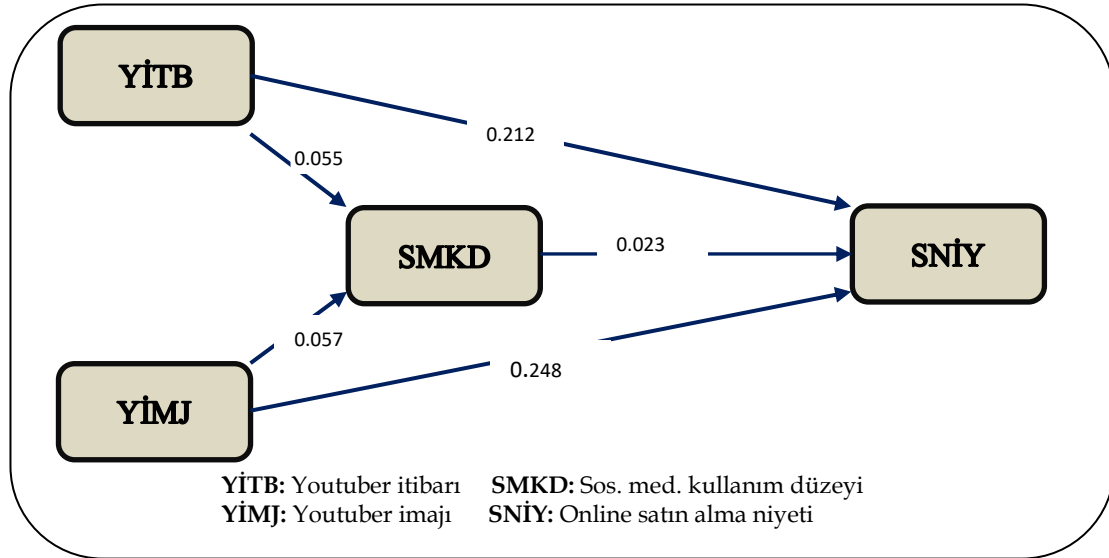 YİTB
0.212
0.055
SMKD
0.023
SNİY
0.057
YİMJ
0.248
YİTB: Youtuber itibarı SMKD: Sos. med. kullanım düzeyi
YİMJ: Youtuber imajı SNİY: Online satın alma niyeti